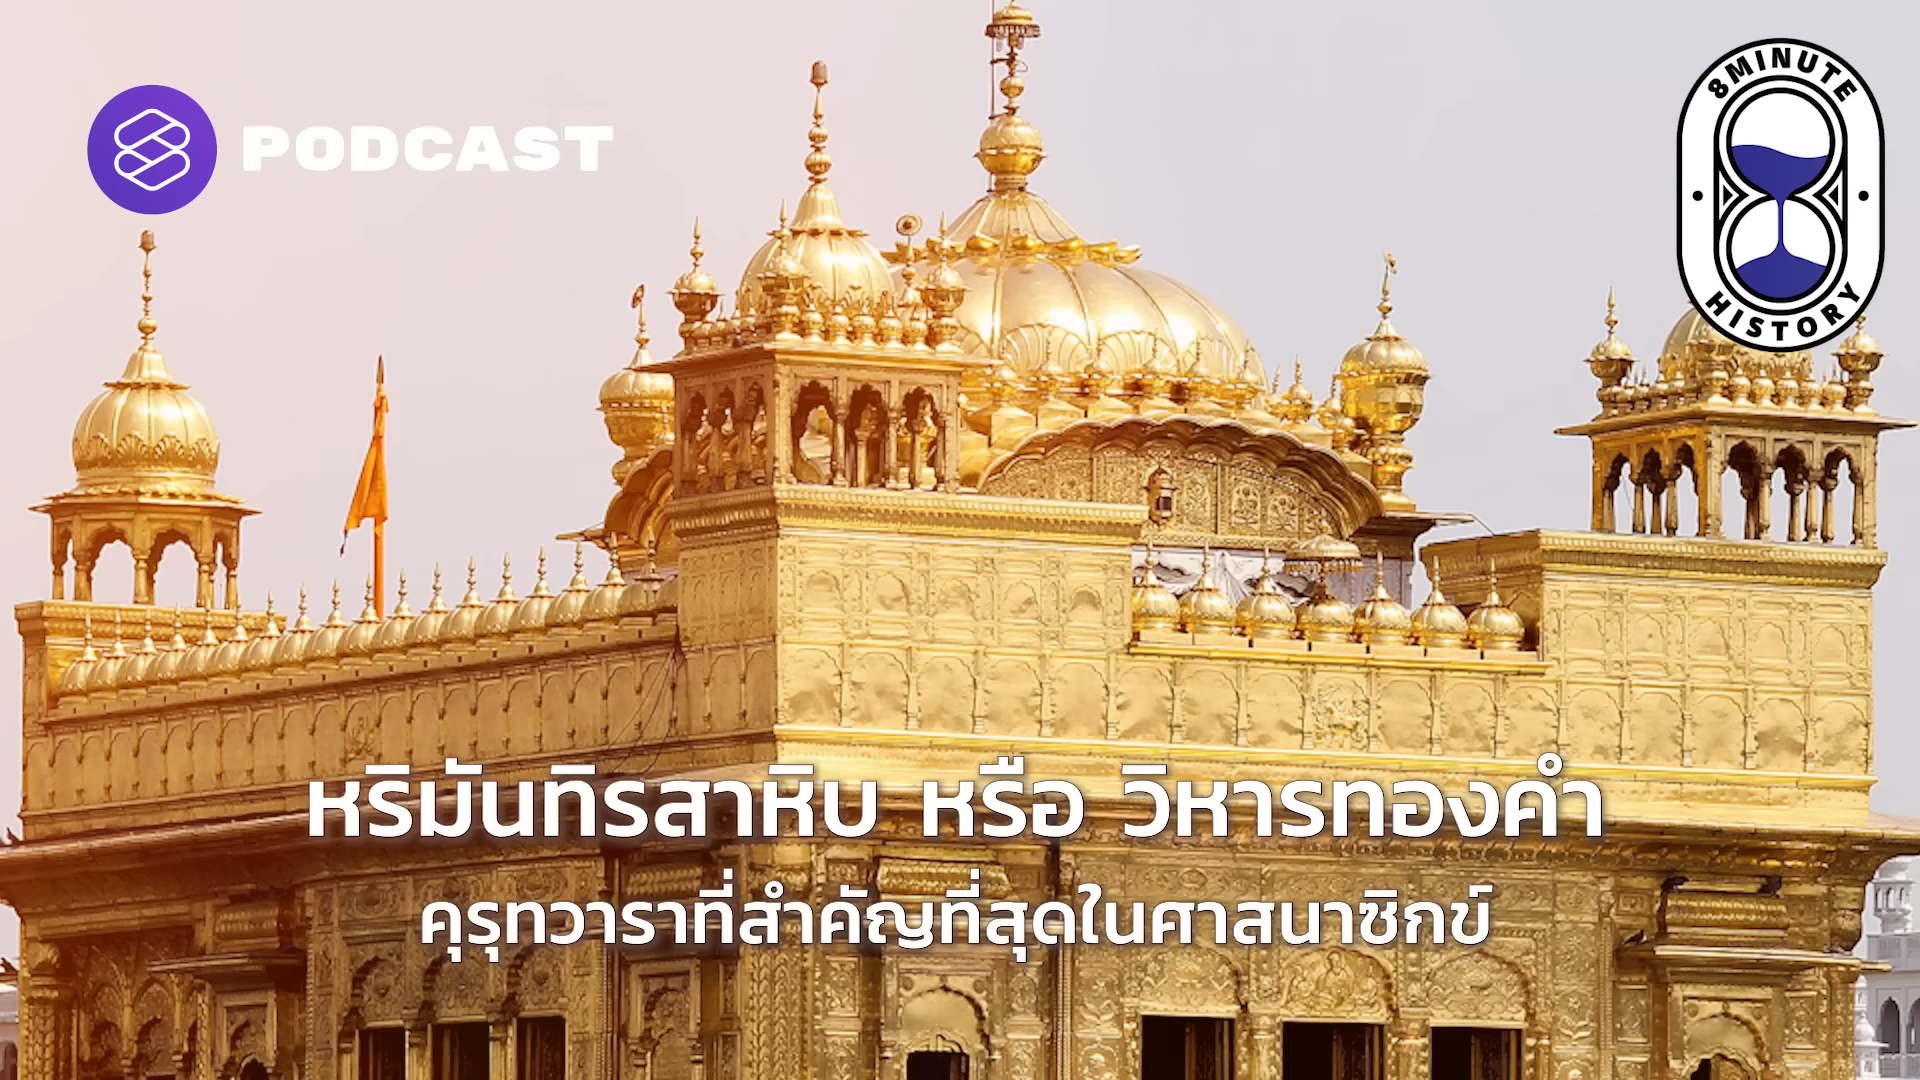 PODCAST
8MINUTE
HISTORY
หริมันทิรสาหิบ หรือ วิหารทองคำ
คุรุทวาราที่สำคัญที่สุดในศาสนาซิกข์